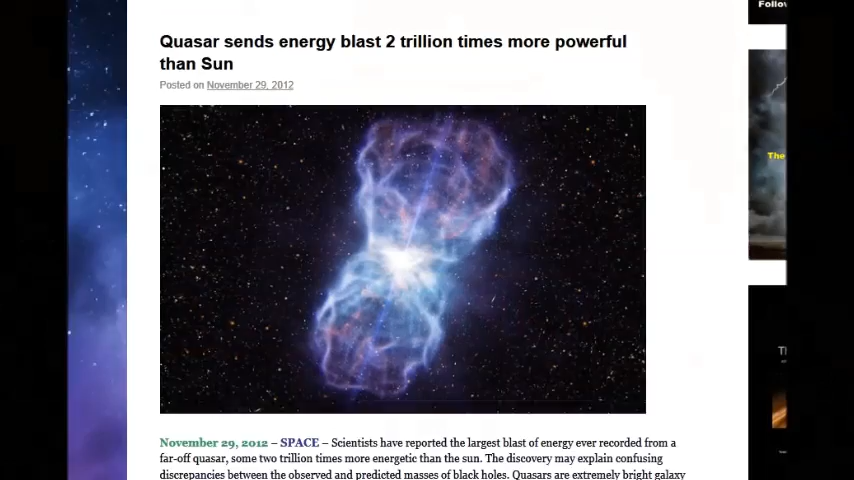 Follow
Quasar sends energy blast 2 trillion times more powerful
than Sun
Posted on November 29, 2012
The
November 29, 2012 – SPACE – Scientists have reported the largest blast of energy ever recorded from a
far-off quasar, some two trillion times more energetic than the sun. The discovery may explain confusing
discrepancies between the observed and predicted masses of black holes. Quasars are extremely bright galaxy